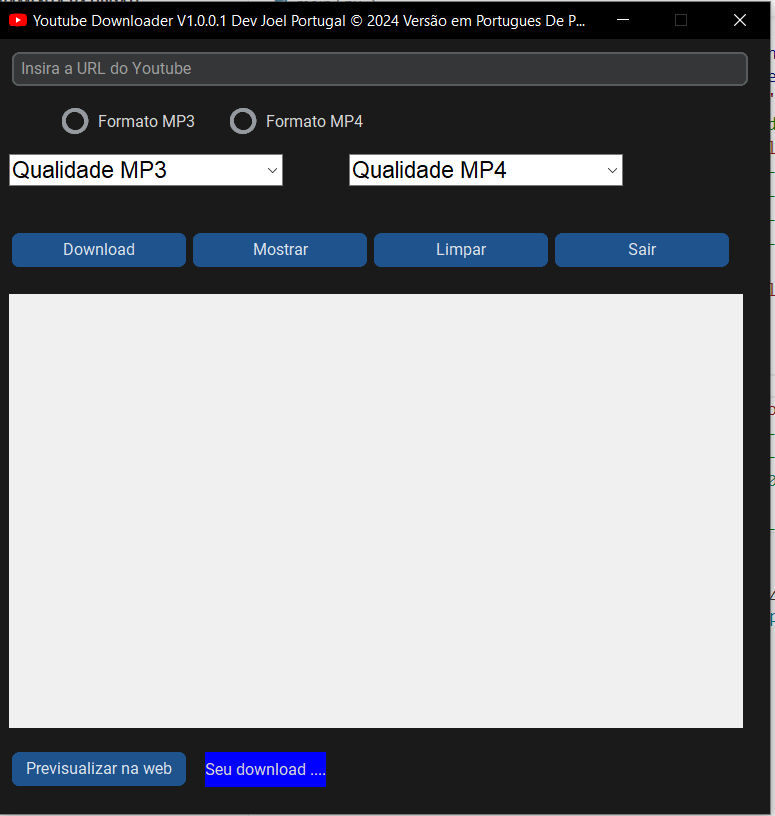 Youtube Downloader V1.0.0.1 Dev Joel Portugal © 2024 Versão em Portugues De P...
Insira a URL do Youtube
Formato MP3 Formato MP4
Qualidade MP3 Qualidade MP4
Download Mostrar Limpar Sair
Previsualizar na web Seu download ....